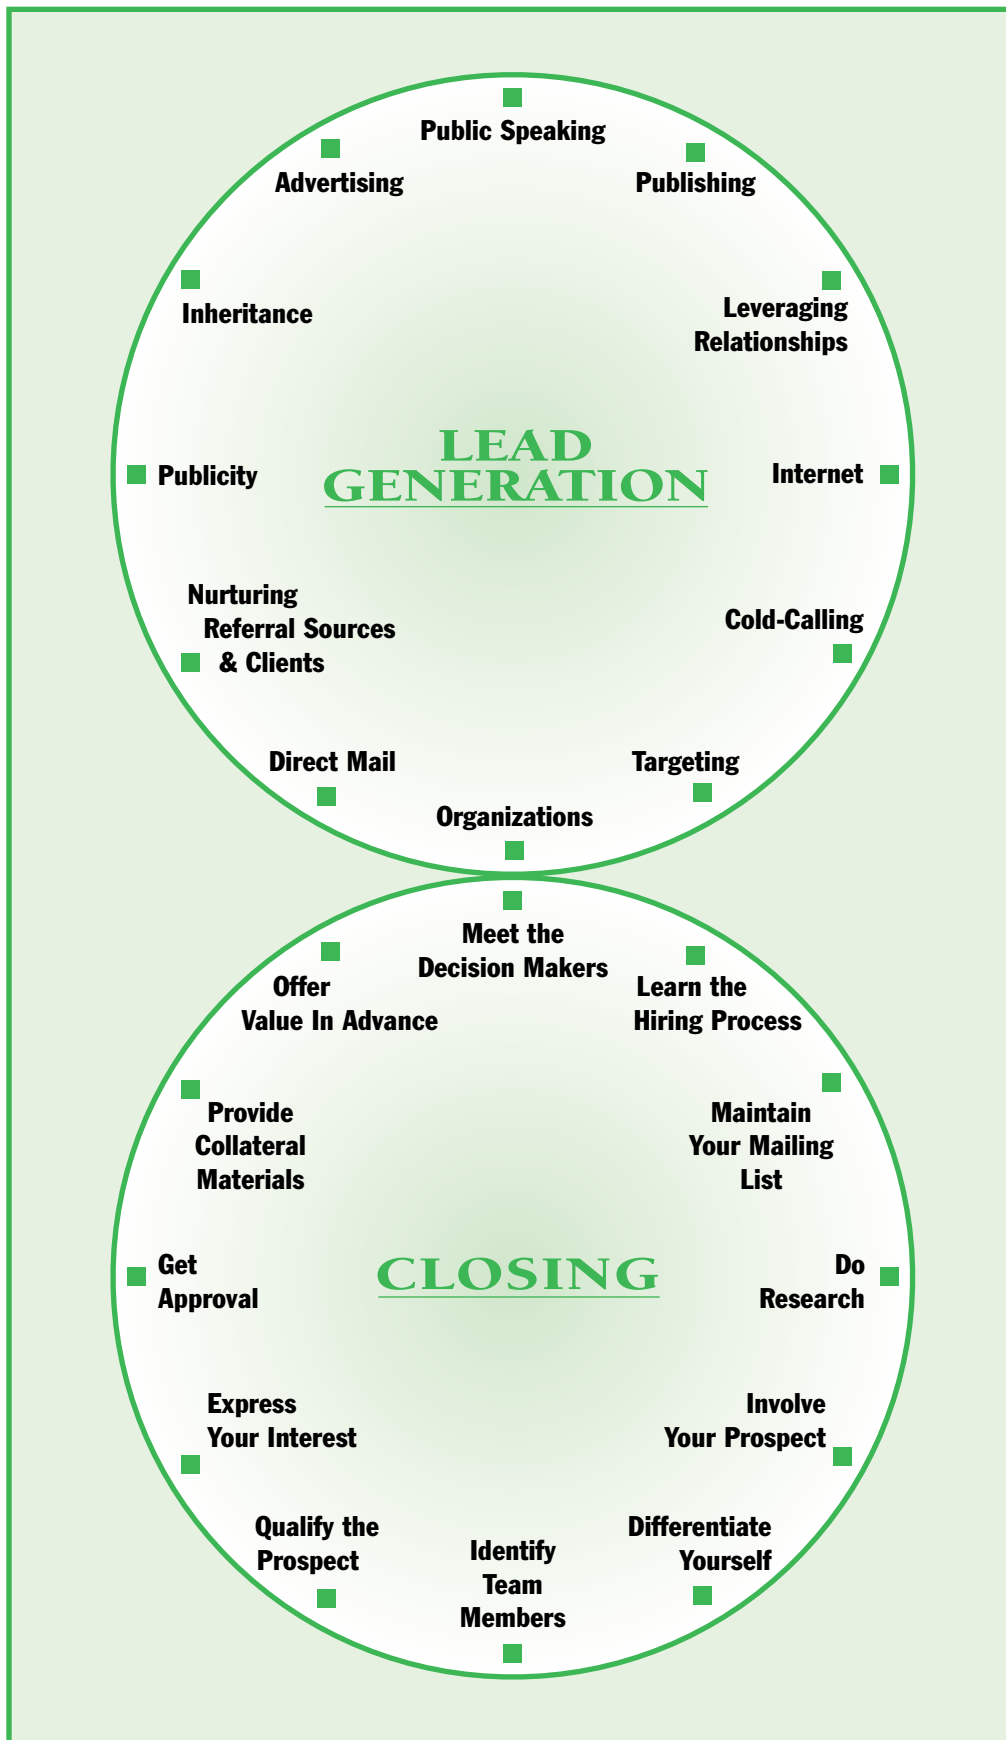 Public Speaking
Advertising
Publishing
Inheritance
Leveraging
Relationships
LEAD
GENERATION
Publicity
Internet
Nurturing
Referral Sources
& Clients
Cold-Calling
Direct Mail
Targeting
Organizations
Meet the
Decision Makers
Offer
Value In Advance
Learn the
Hiring Process
Provide
Collateral
Materials
Maintain
Your Mailing
List
CLOSING
Get
Approval
Do
Research
Express
Your Interest
Involve
Your Prospect
Qualify the
Prospect
Identify
Team
Members
Differentiate
Yourself